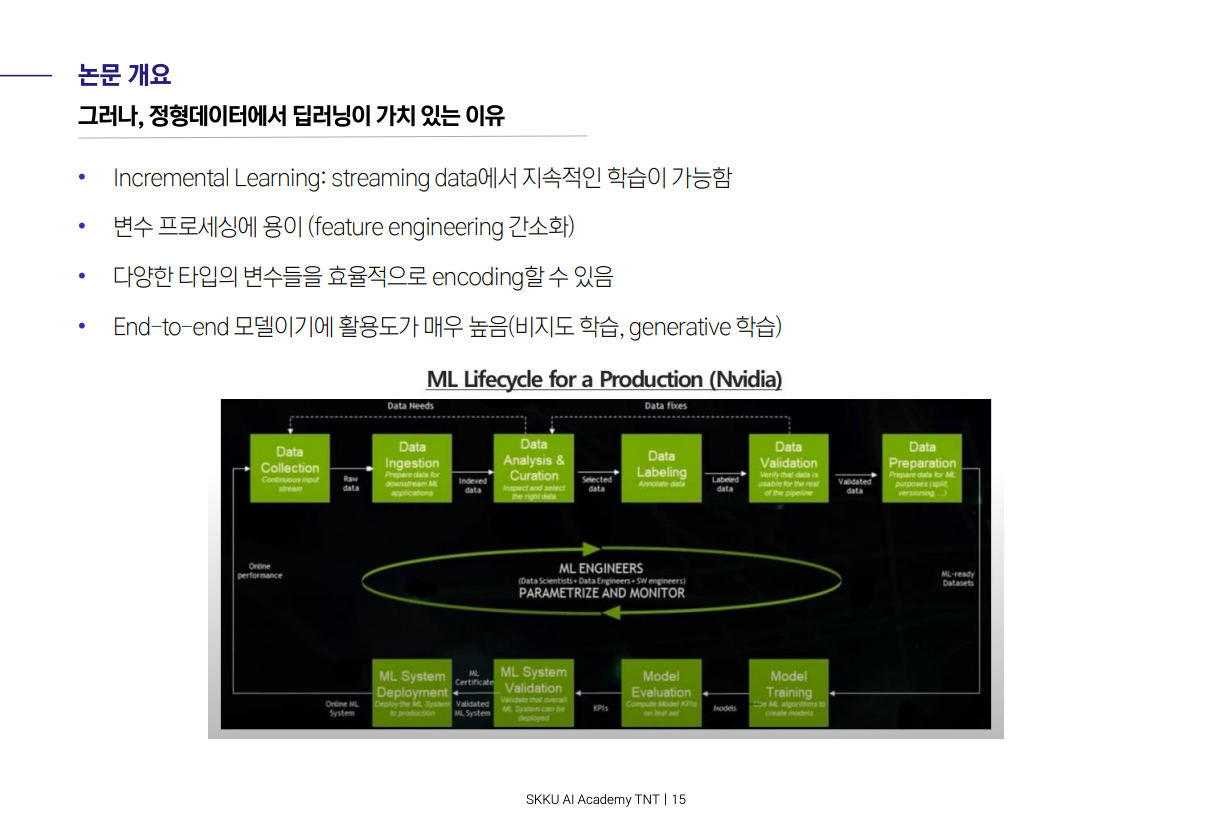 논문 개요
그러나, 정형데이터에서 딥러닝이 가치 있는 이유
• Incremental Learning: streaming data에서 지속적인 학습이 가능함
• 변수 프로세싱에 용이 (feature engineering 간소화)
• 다양한 타입의 변수들을 효율적으로 encoding할 수 있음
• End-to-end 모델이기에 활용도가 매우 높음(비지도 학습, generative 학습)
ML Lifecycle for a Production (Nvidia)
Data Needs
Data fixes
Data
Collection
Continuous input
stream
Raw
data
Data
Ingestion
Prepare data for
downstream ML
applications
Indexed
data
Data
Analysis &
Curation
Inspect and select
the right data
Selected
data
Data
Labeling
Annotate data
Labeled
data
Data
Validation
Verify that data is
usable for the rest
of the pipeline
Validated
data
Data
Preparation
Prepare data for ML
purposes (split,
versioning, ...)
Online
performance
ML ENGINEERS
(Data Scientists + Data Engineers + SW engineers)
PARAMETRIZE AND MONITOR
ML-ready
Datasets
Online ML
System
ML System
Deployment
Deploy the ML System
to production
ML
Certificate
Validated
ML System
ML System
Validation
Validate that overall
ML System can be
deployed
KPIs
Model
Evaluation
Compute Model KPIs
on test set
Models
Model
Training
Use ML algorithms to
create models
SKKU AI Academy TNT | 15